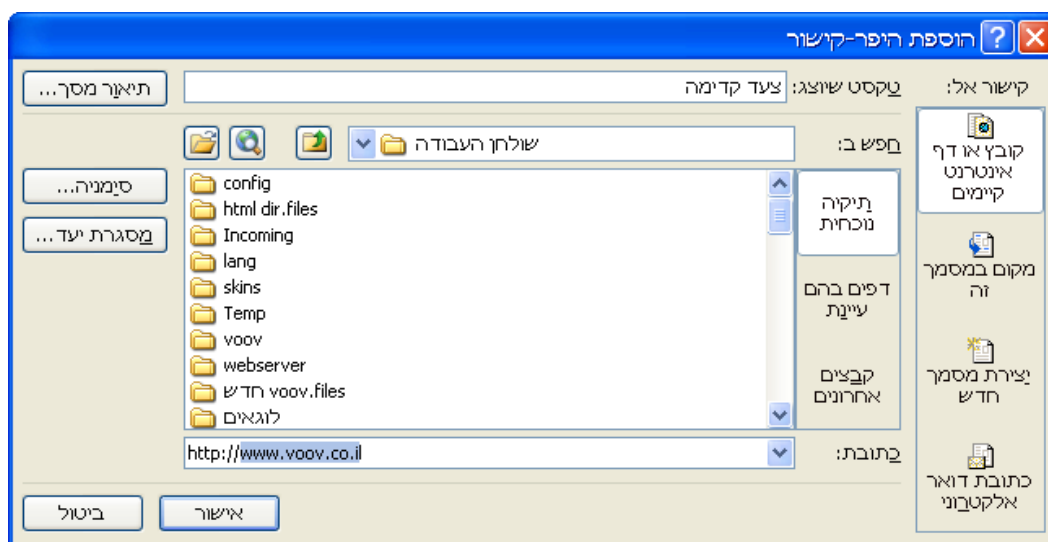 הוספת היפר-קישור
קישור אל:
טקסט שיוצג: צעד קדימה
תיאור מסך...
קובץ או דף
אינטרנט
קיימים
מקום במסמך
זה
יצירת מסמך
חדש
כתובת דואר
אלקטרוני
חפש ב: שולחן העבודה
תיקיה
נוכחית
דפים בהם
עיינת
קבצים
אחרונים
config
html dir.files
Incoming
lang
skins
Temp
voov
webserver
חדש voov.files
לוגאים
סימניה...
מסגרת יעד...
כתובת: http://www.voov.co.il
אישור
ביטול